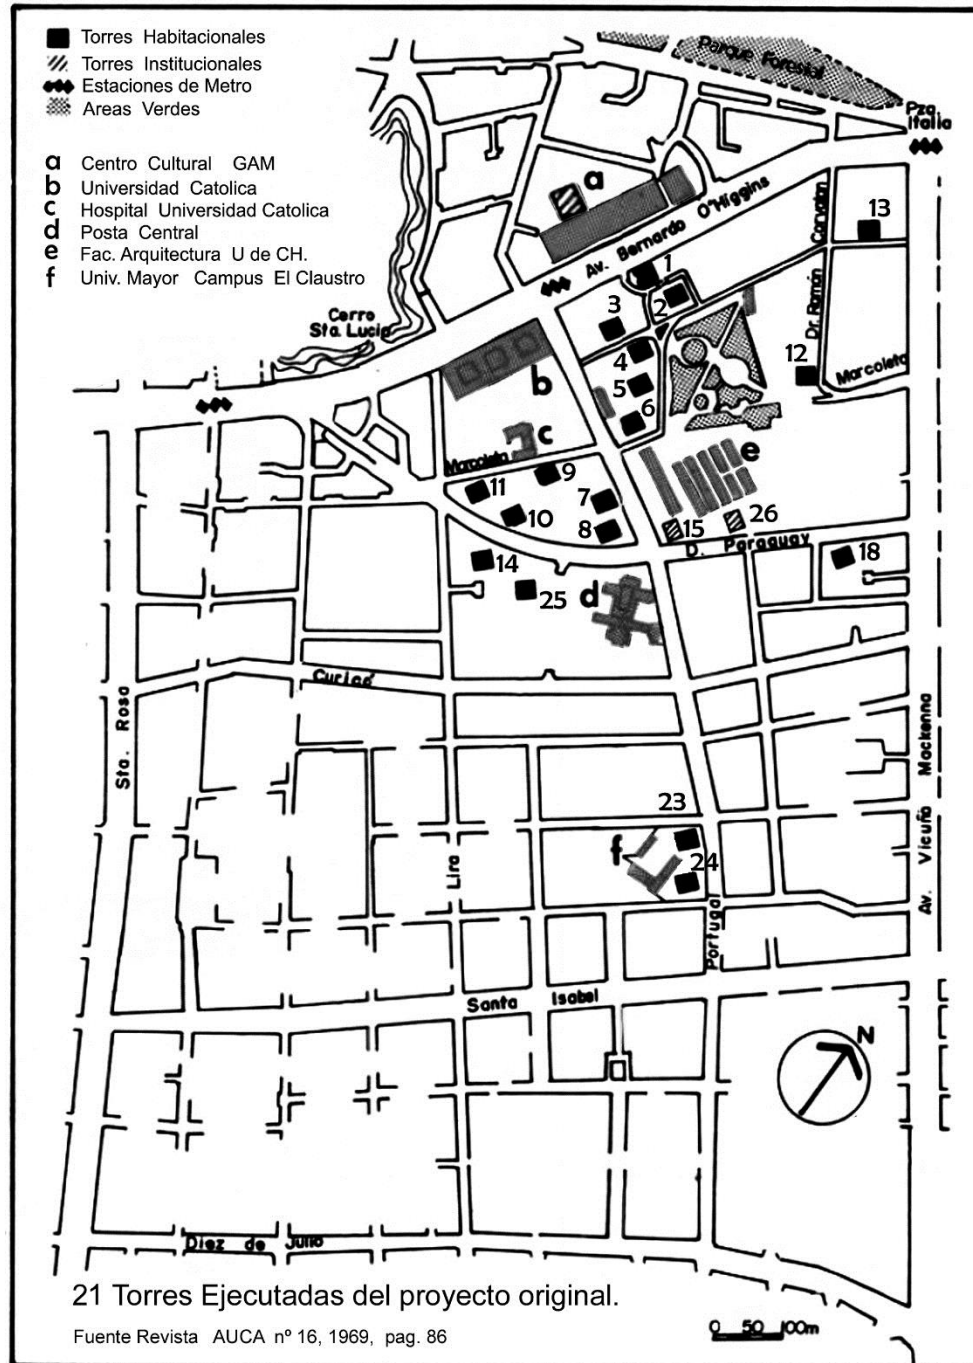 Torres Habitacionales
Torres Institucionales
Estaciones de Metro
Areas Verdes
a Centro Cultural GAM
b Universidad Catolica
c Hospital Universidad Catolica
d Posta Central
e Fac. Arquitectura U de CH.
f Univ. Mayor Campus El Claustro
Parque Forestal
Pza.
Italia
a
Av. Bernardo O'Higgins
Carvatan
13
1
2
3
Cerro
Sta. Lucia
Dr. Ramón
4
12
Marcoleta
5
b
6
c
e
Marcoleta
9
11
7
10
8
15
26
D. Paraguay
18
14
25
d
Curicó
Sta. Rosa
Av. Vicuña Mackenna
23
f
24
Lira
Portugal
Santa Isabel
N
Diez de Julio
21 Torres Ejecutadas del proyecto original.
Fuente Revista AUCA nº 16, 1969, pag. 86
0 50 100m